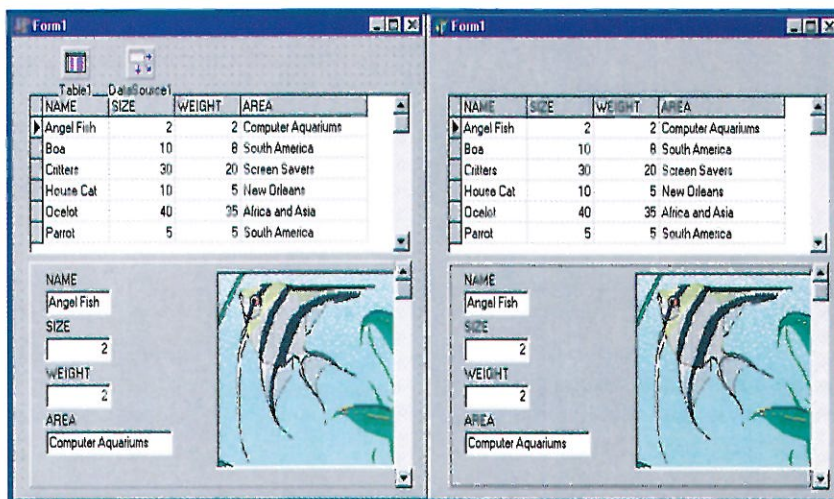 Form1
Table1 DataSource1
NAME SIZE WEIGHT AREA
Angel Fish 2 2 Computer Aquariums
Boa 10 8 South America
Critters 30 20 Screen Savers
House Cat 10 5 New Orleans
Ocelot 40 35 Africa and Asia
Parrot 5 5 South America
NAME
Angel Fish
SIZE
2
WEIGHT
2
AREA
Computer Aquariums
Form1
NAME SIZE WEIGHT AREA
Angel Fish 2 2 Computer Aquariums
Boa 10 8 South America
Critters 30 20 Screen Savers
House Cat 10 5 New Orleans
Ocelot 40 35 Africa and Asia
Parrot 5 5 South America
NAME
Angel Fish
SIZE
2
WEIGHT
2
AREA
Computer Aquariums